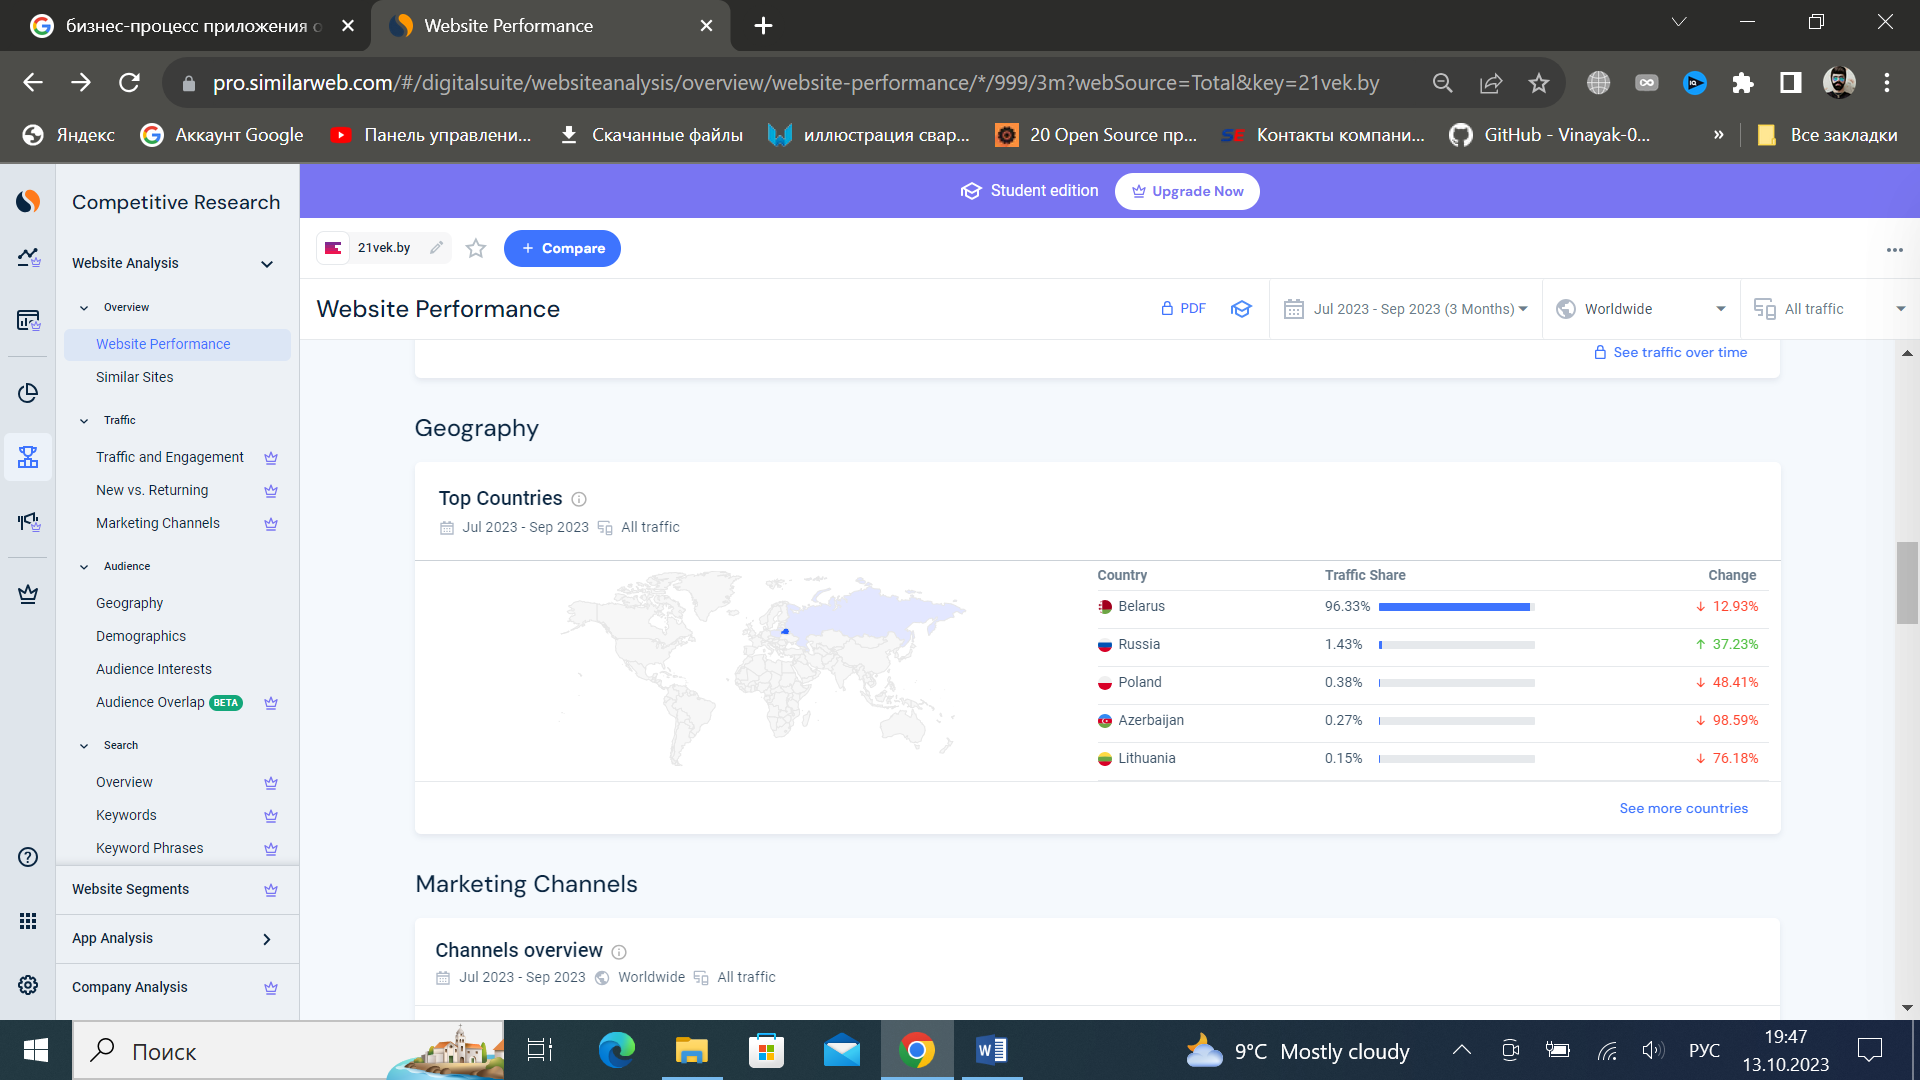 бизнес-процесс приложения о
Website Performance
pro.similarweb.com/#/digitalsuite/websiteanalysis/overview/website-performance/*/999/3m?webSource=Total&key=21vek.by
Яндекс
Аккаунт Google
Панель управлени...
Скачанные файлы
иллюстрация свар...
20 Open Source пр...
SE
Контакты компани...
GitHub - Vinayak-0...
»
Все закладки
Competitive Research
Website Analysis
Overview
Website Performance
Similar Sites
Traffic
Traffic and Engagement
New vs. Returning
Marketing Channels
Audience
Geography
Demographics
Audience Interests
Audience Overlap BETA
Search
Overview
Keywords
Keyword Phrases
Website Segments
App Analysis
Company Analysis
Student edition
Upgrade Now
21vek.by
+ Compare
Website Performance
PDF
Jul 2023 - Sep 2023 (3 Months)
Worldwide
All traffic
See traffic over time
Geography
Top Countries
Jul 2023 - Sep 2023 All traffic
Country Traffic Share Change
Belarus 96.33% ↓ 12.93%
Russia 1.43% ↑ 37.23%
Poland 0.38% ↓ 48.41%
Azerbaijan 0.27% ↓ 98.59%
Lithuania 0.15% ↓ 76.18%
See more countries
Marketing Channels
Channels overview
Jul 2023 - Sep 2023 Worldwide All traffic
Поиск
9°C Mostly cloudy
РУС
19:47
13.10.2023